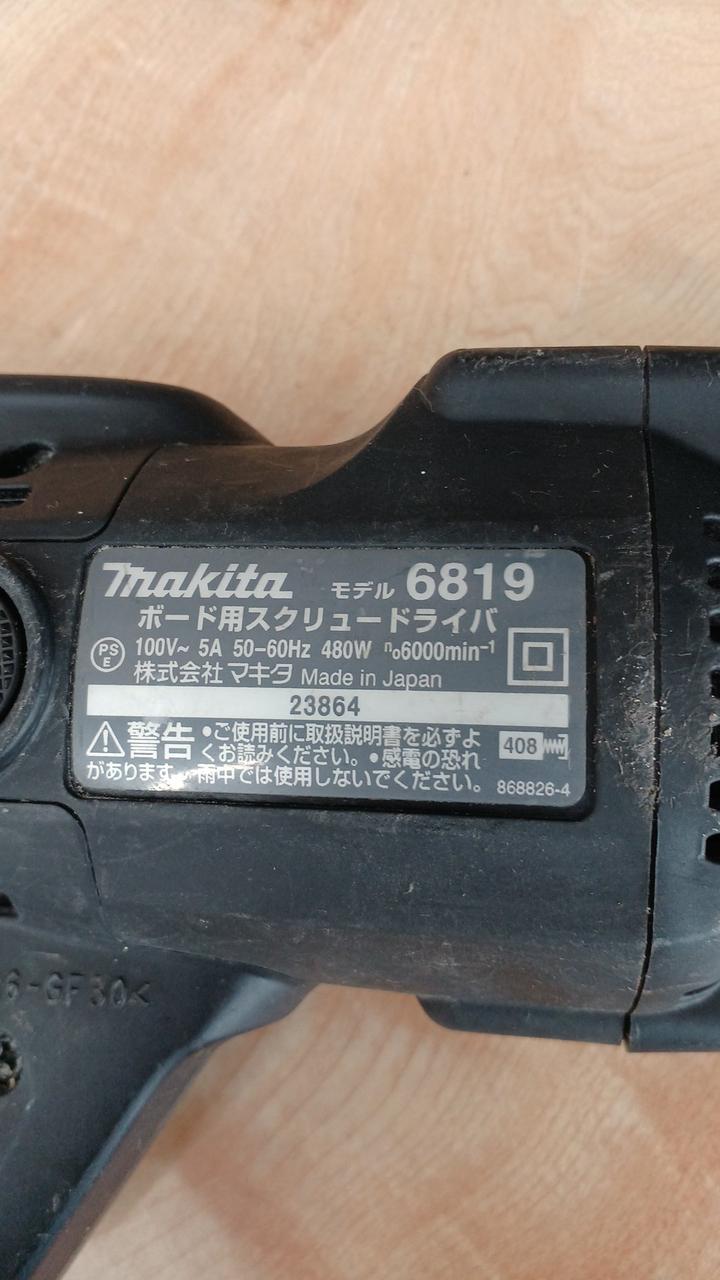 makita モデル 6819
ボード用スクリュードライバ
PS E 100V~ 5A 50-60Hz 480W n₀6000min⁻¹
株式会社マキタ Made in Japan
23864
警告 •ご使用前に取扱説明書を必ずよ
くお読みください。•感電の恐れ
があります。雨中では使用しないでください。
408
868826-4
6-GF30<